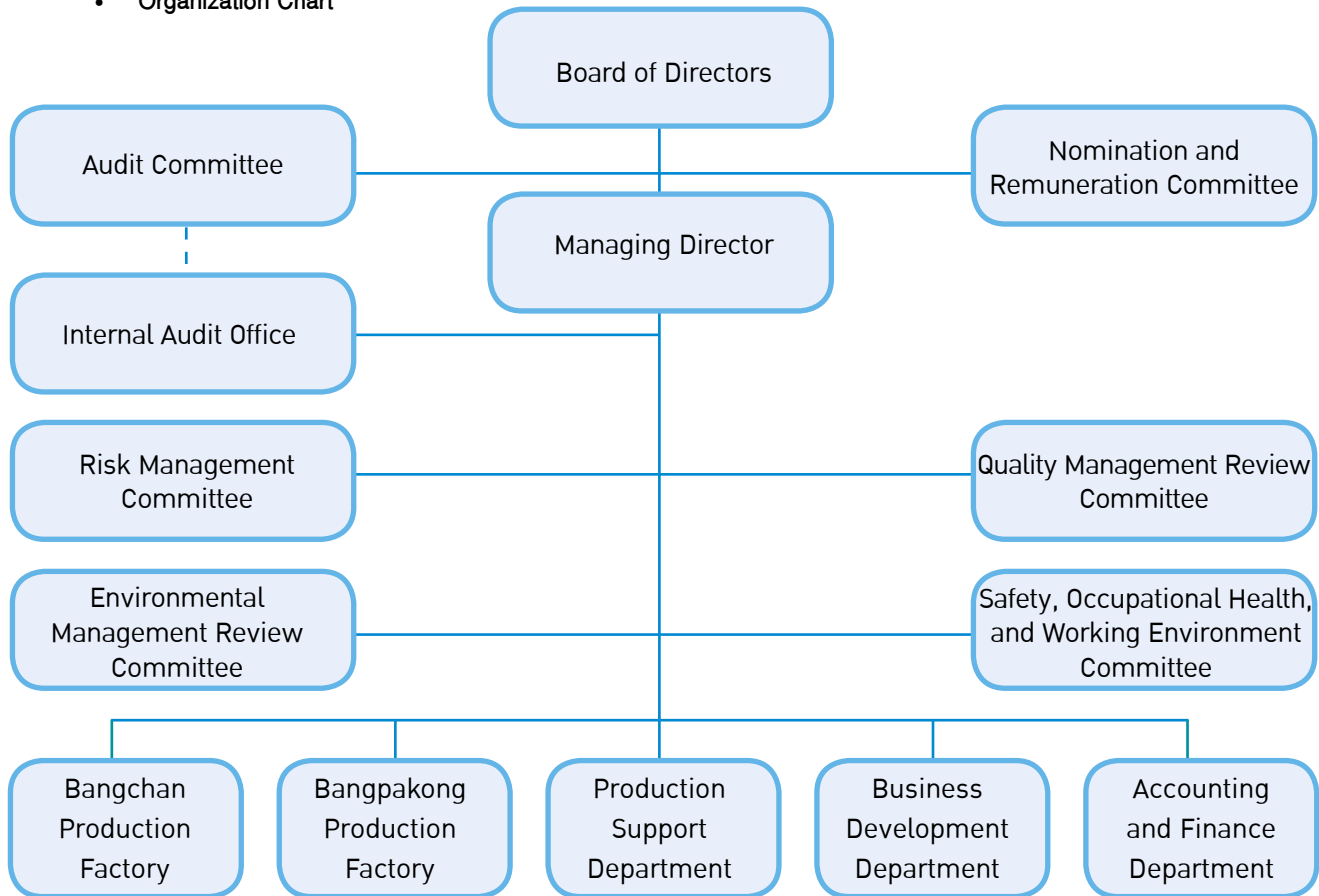 • Organization Chart
Board of Directors
Audit Committee
Nomination and
Remuneration Committee
Managing Director
Internal Audit Office
Risk Management
Committee
Quality Management Review
Committee
Environmental
Management Review
Committee
Safety, Occupational Health,
and Working Environment
Committee
Bangchan
Production
Factory
Bangpakong
Production
Factory
Production
Support
Department
Business
Development
Department
Accounting
and Finance
Department